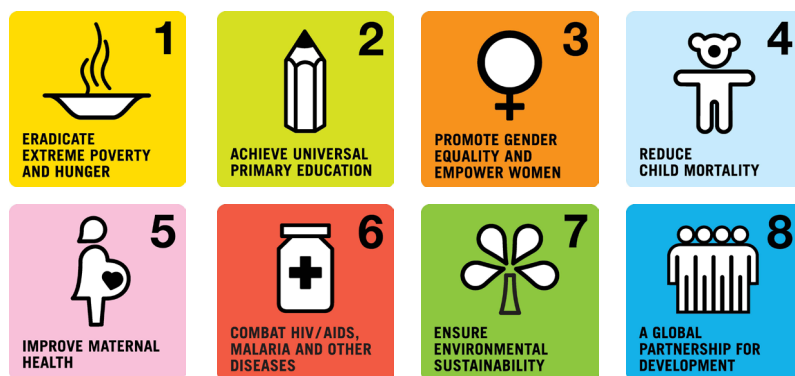 1
ERADICATE
EXTREME POVERTY
AND HUNGER
2
ACHIEVE UNIVERSAL
PRIMARY EDUCATION
3
PROMOTE GENDER
EQUALITY AND
EMPOWER WOMEN
4
REDUCE
CHILD MORTALITY
5
IMPROVE MATERNAL
HEALTH
6
COMBAT HIV/AIDS,
MALARIA AND OTHER
DISEASES
7
ENSURE
ENVIRONMENTAL
SUSTAINABILITY
8
A GLOBAL
PARTNERSHIP FOR
DEVELOPMENT